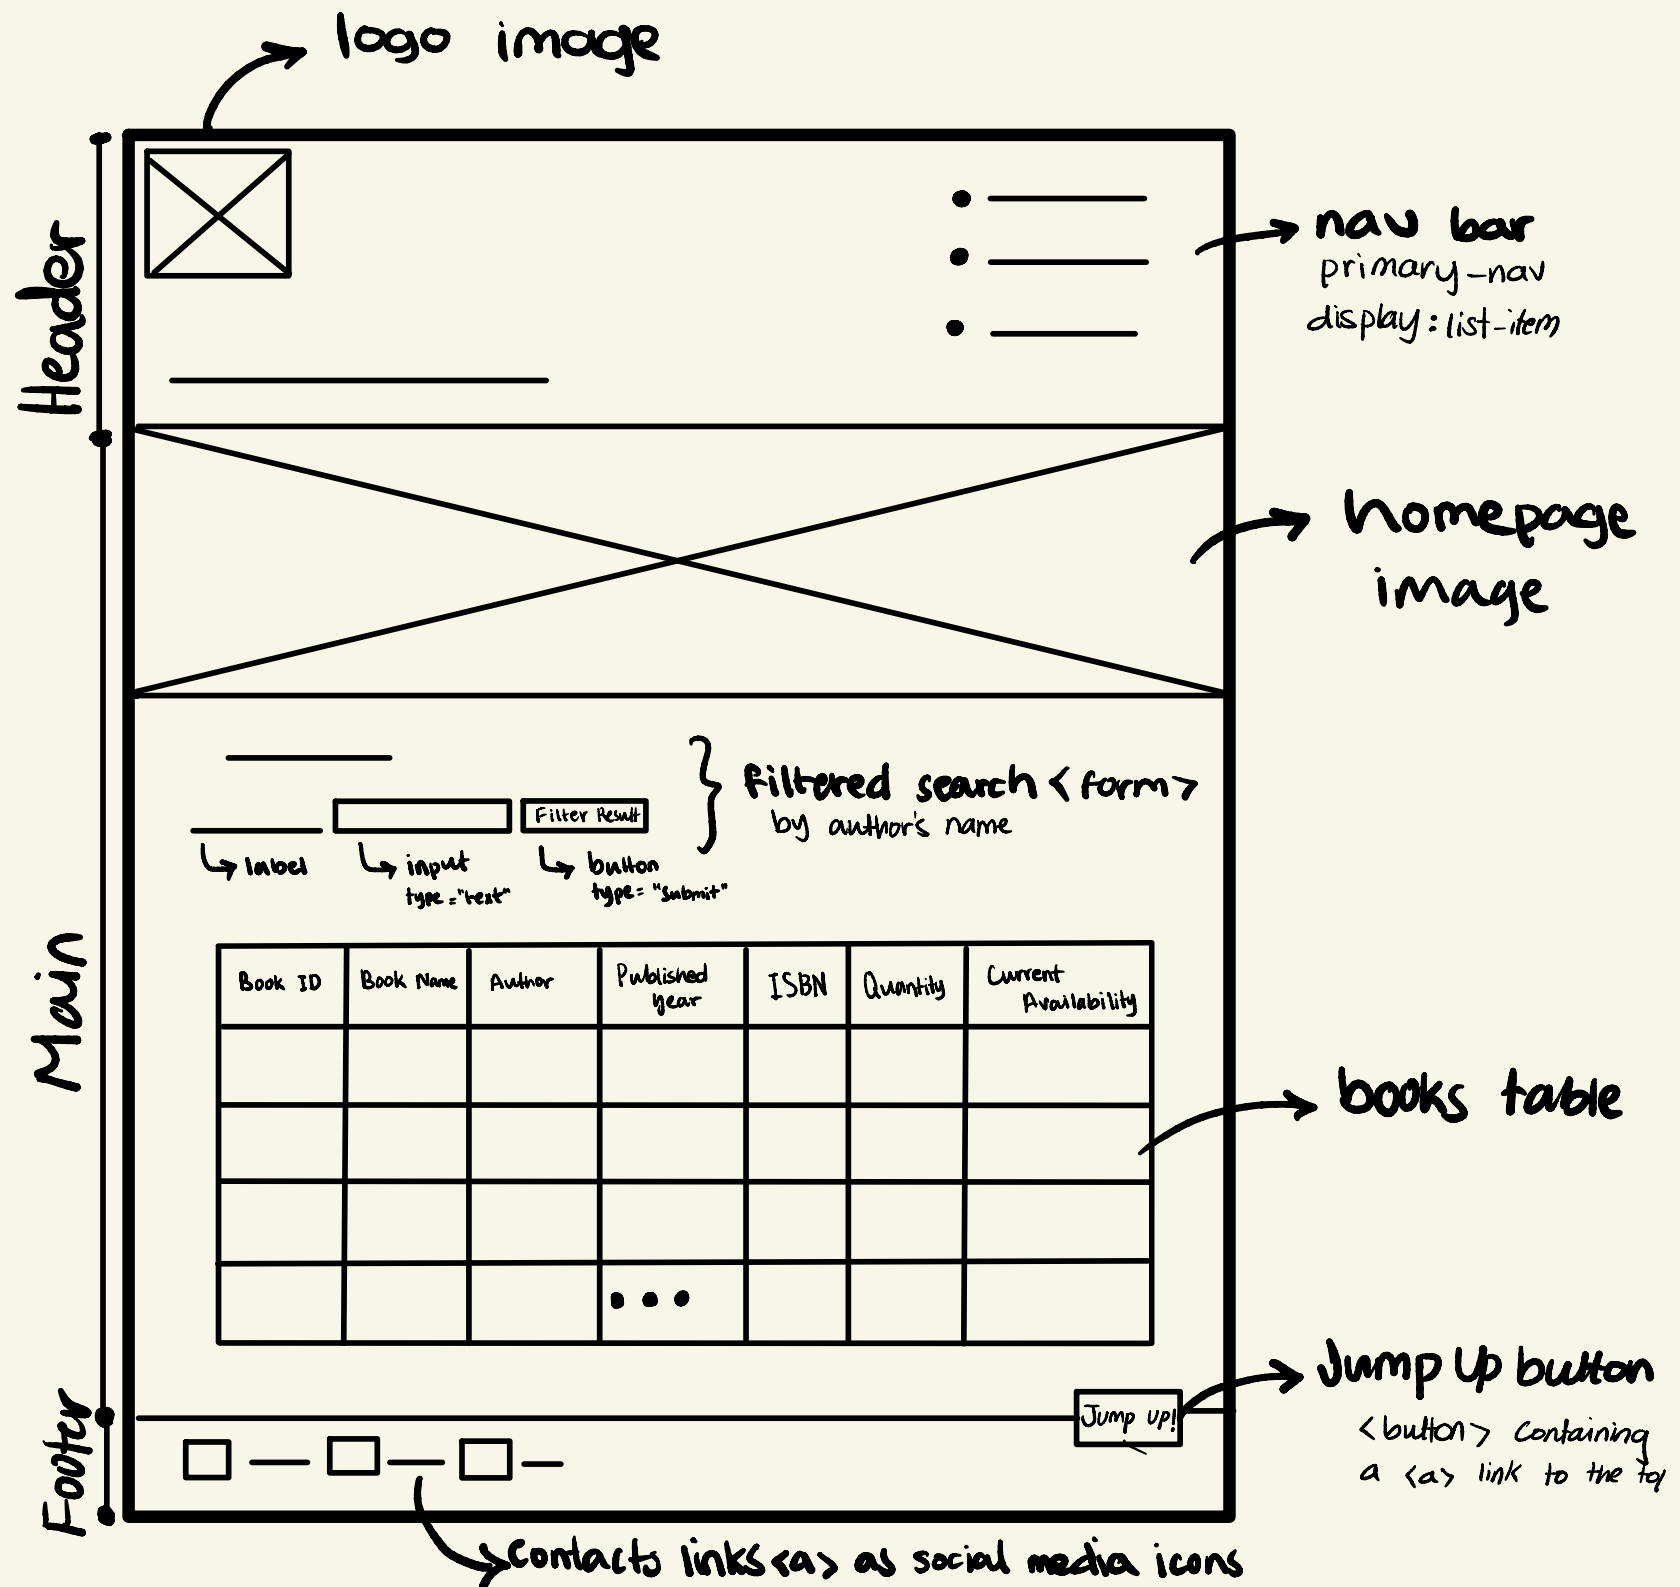 logo image
Header
nav bar
primary-nav
display: list-item
homepage
image
Main
filtered search <form>
by author's name
Filter Result
label
input
type="text"
button
type="submit"
Book ID
Book Name
Author
Published
year
ISBN
Quantity
Current
Availability
books table
Jump up!
Jump Up button
<button> containing
a <a> link to the top
Footer
contacts links <a> as social media icons